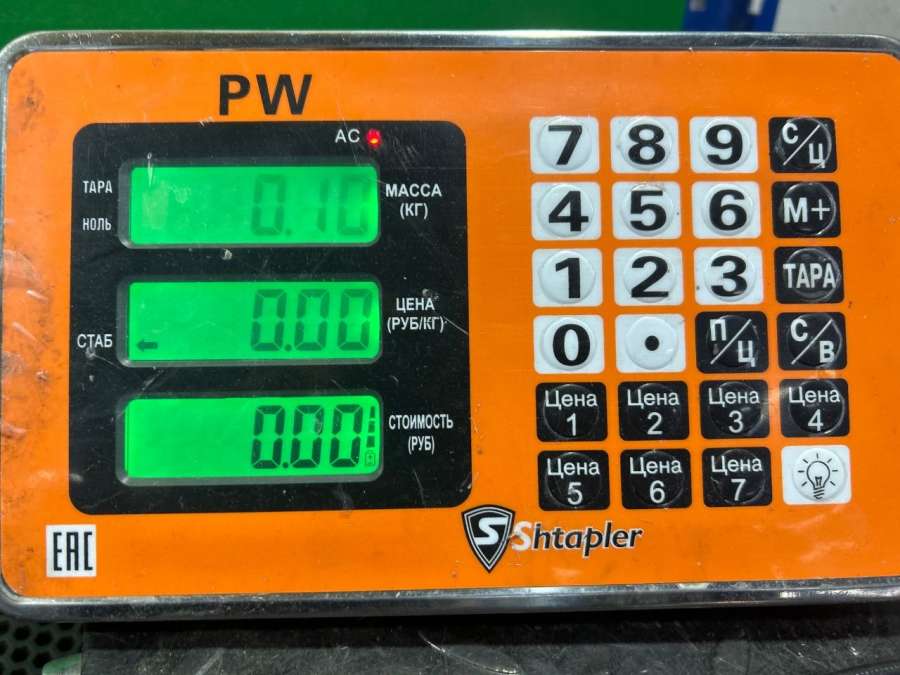 PW
AC
ТАРА
НОЛЬ
0.10
МАССА
(КГ)
СТАБ
0.00
ЦЕНА
(РУБ/КГ)
0.00
СТОИМОСТЬ
(РУБ)
7 8 9 С/Ц
4 5 6 М+
1 2 3 ТАРА
0 . П/Ц С/В
Цена Цена Цена Цена
1 2 3 4
Цена Цена Цена
5 6 7
EAC
S Shtapler